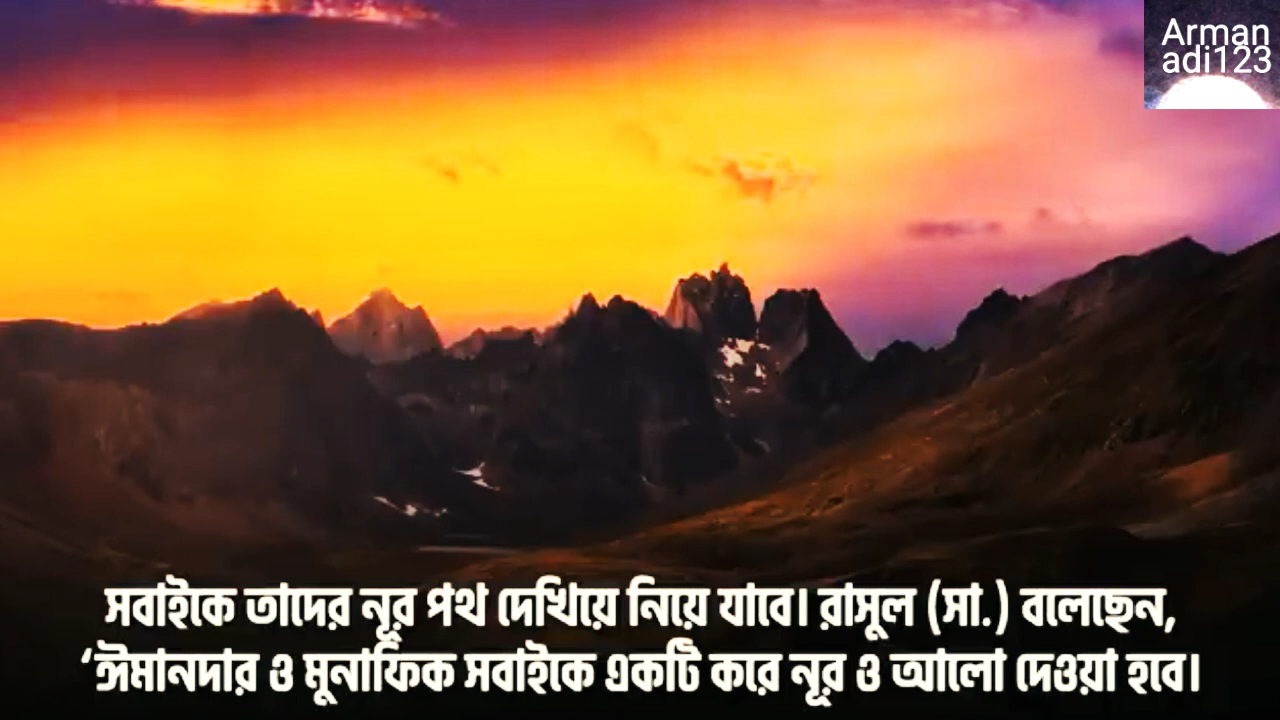 Arman
adi123
সবাইকে তাদের নূর পথ দেখিয়ে নিয়ে যাবে। রাসূল (সা.) বলেছেন,
‘ঈমানদার ও মুনাফিক সবাইকে একটি করে নূর ও আলো দেওয়া হবে।